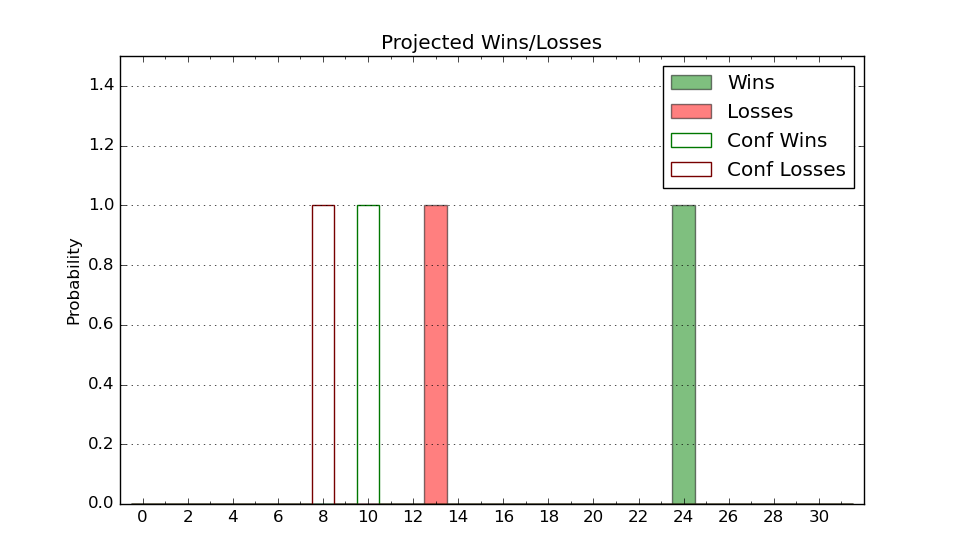 Projected Wins/Losses
Wins
Losses
Conf Wins
Conf Losses
Probability
1.4
1.2
1.0
0.8
0.6
0.4
0.2
0.0
0 2 4 6 8 10 12 14 16 18 20 22 24 26 28 30